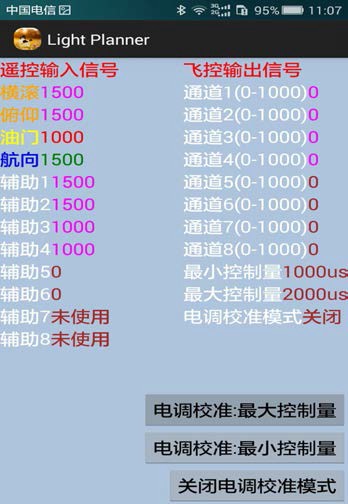 中国电信 2G 3G 4G 95% 11:07
Light Planner
遥控输入信号
横滚1500
俯仰1500
油门1000
航向1500
辅助11500
辅助21500
辅助31000
辅助41000
辅助50
辅助60
辅助7未使用
辅助8未使用
飞控输出信号
通道1(0-1000)0
通道2(0-1000)0
通道3(0-1000)0
通道4(0-1000)0
通道5(0-1000)0
通道6(0-1000)0
通道7(0-1000)0
通道8(0-1000)0
最小控制量1000us
最大控制量2000us
电调校准模式关闭
电调校准:最大控制量
电调校准:最小控制量
关闭电调校准模式